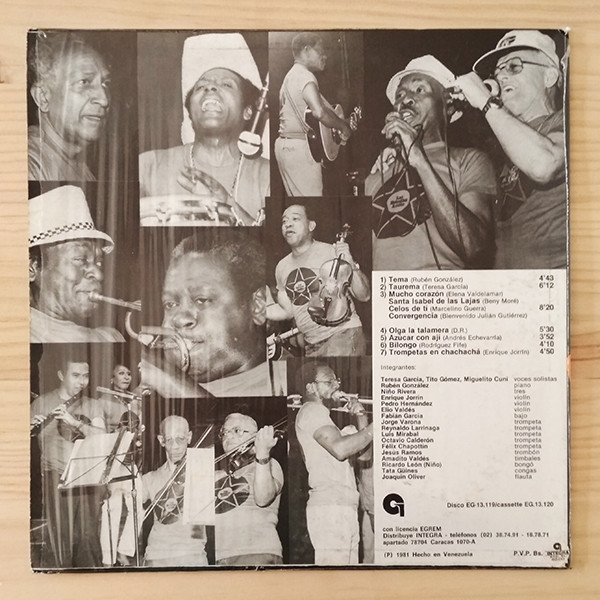 1) Tema (Rubén González) 4'43
2) Taurema (Teresa García) 6'12
3) Mucho corazón (Elena Valdelamar)
Santa Isabel de las Lajas (Beny Moré)
Celos de ti (Marcelino Guerra) 8'20
Convergencia (Bienvenido Julián Gutiérrez)
4) Olga la talamera (D.R.) 5'30
5) Azúcar con ají (Andrés Echevarría) 3'52
6) Bilongo (Rodríguez Fife) 4'10
7) Trompetas en chachachá (Enrique Jorrín) 4'50
Integrantes:
Teresa García, Tito Gómez, Miguelito Cuní voces solistas
Rubén González piano
Niño Rivera tres
Enrique Jorrín violín
Pedro Hernández violín
Elio Valdés violín
Fabián García bajo
Jorge Varona trompeta
Reynaldo Larrinaga trompeta
Luis Mirabal trompeta
Octavio Calderón trompeta
Félix Chapottín trompeta
Jesús Ramos trombón
Amadito Valdés timbales
Ricardo León (Niño) bongó
Tata Güines congas
Joaquín Oliver flauta
Disco EG-13.119/cassette EG.13.120
con licencia EGREM
Distribuye INTEGRA - teléfonos (02) 38.74.91 - 18.78.71
apartado 78704 Caracas 1070-A
(P) 1981 Hecho en Venezuela P.V.P. Bs. INTEGRA